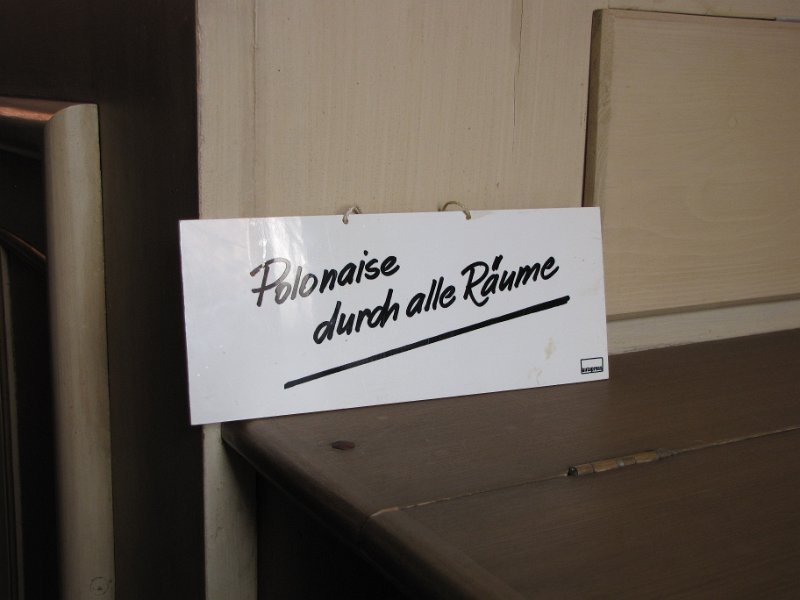 Polonaise
durch alle Räume